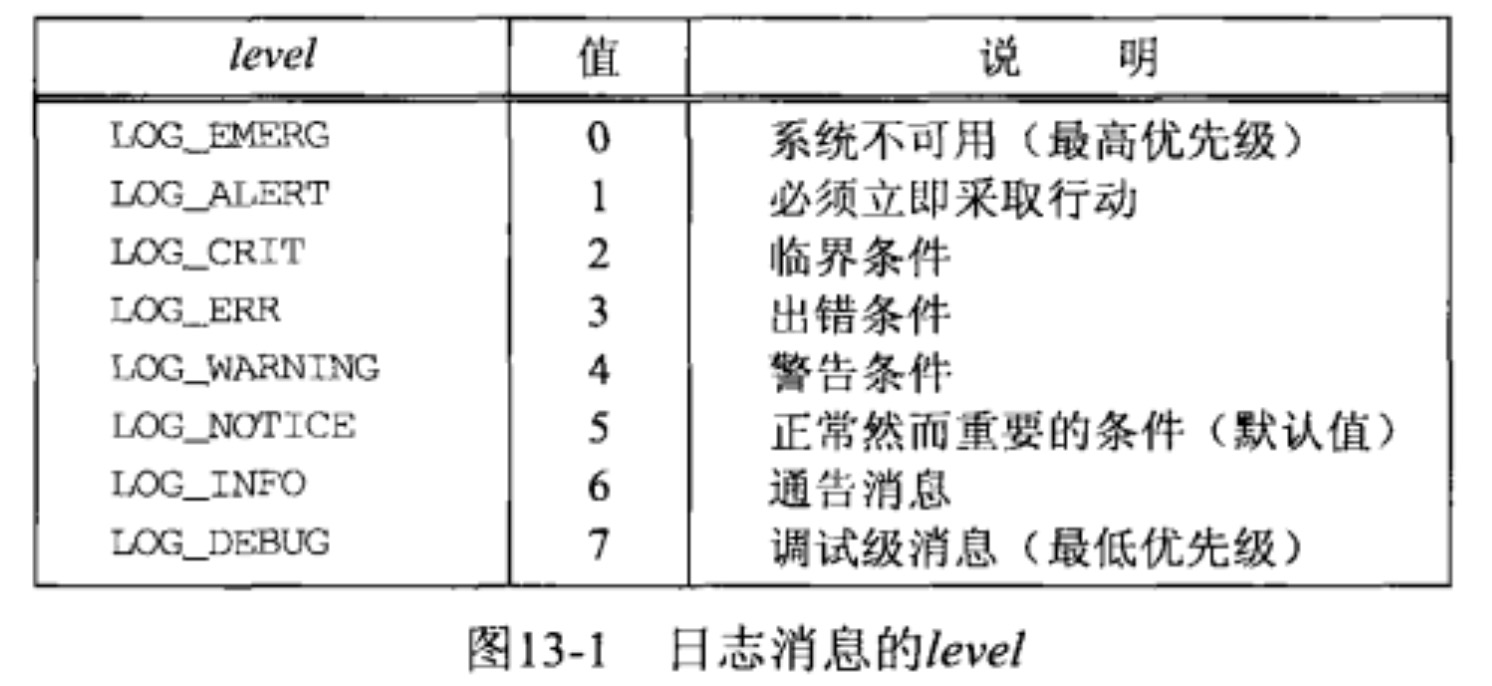 level 值 说 明
LOG_EMERG 0 系统不可用（最高优先级）
LOG_ALERT 1 必须立即采取行动
LOG_CRIT 2 临界条件
LOG_ERR 3 出错条件
LOG_WARNING 4 警告条件
LOG_NOTICE 5 正常然而重要的条件（默认值）
LOG_INFO 6 通告消息
LOG_DEBUG 7 调试级消息（最低优先级）
图13-1 日志消息的level